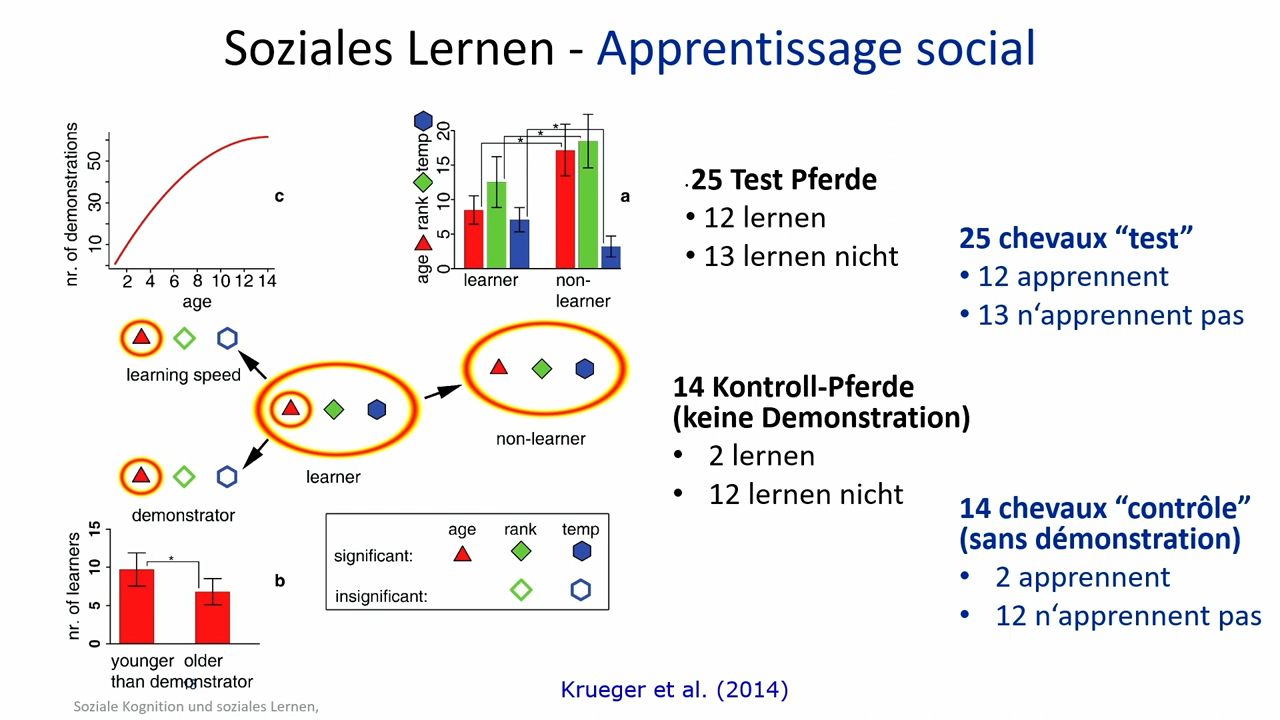 Soziales Lernen - Apprentissage social
nr. of demonstrations
10 30 50
2 4 6 8 10 12 14
age
c
age rank temp
0 5 10 15 20
* * *
learner non-
learner
a
.25 Test Pferde
• 12 lernen
• 13 lernen nicht
25 chevaux “test”
• 12 apprennent
• 13 n‘apprennent pas
learning speed
learner
non-learner
demonstrator
14 Kontroll-Pferde
(keine Demonstration)
• 2 lernen
• 12 lernen nicht
14 chevaux “contrôle”
(sans démonstration)
• 2 apprennent
• 12 n‘apprennent pas
age rank temp
significant:
insignificant:
nr. of learners
0 5 10 15
*
b
younger older
than demonstrator
Krueger et al. (2014)
Soziale Kognition und soziales Lernen,